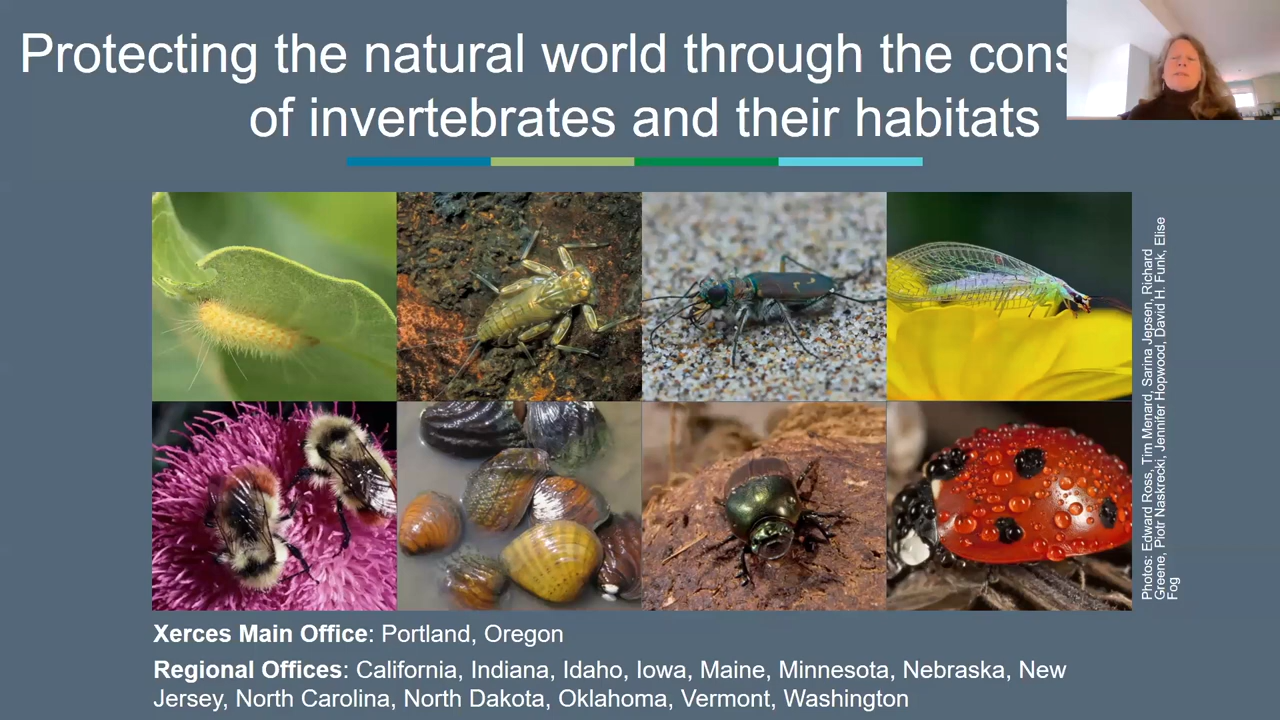 Protecting the natural world through the cons
of invertebrates and their habitats
Photos: Edward Ross, Tim Menard, Sarina Jepsen, Richard
Greene, Piotr Naskrecki, Jennifer Hopwood, David H. Funk, Elise
Fog
Xerces Main Office: Portland, Oregon
Regional Offices: California, Indiana, Idaho, Iowa, Maine, Minnesota, Nebraska, New
Jersey, North Carolina, North Dakota, Oklahoma, Vermont, Washington